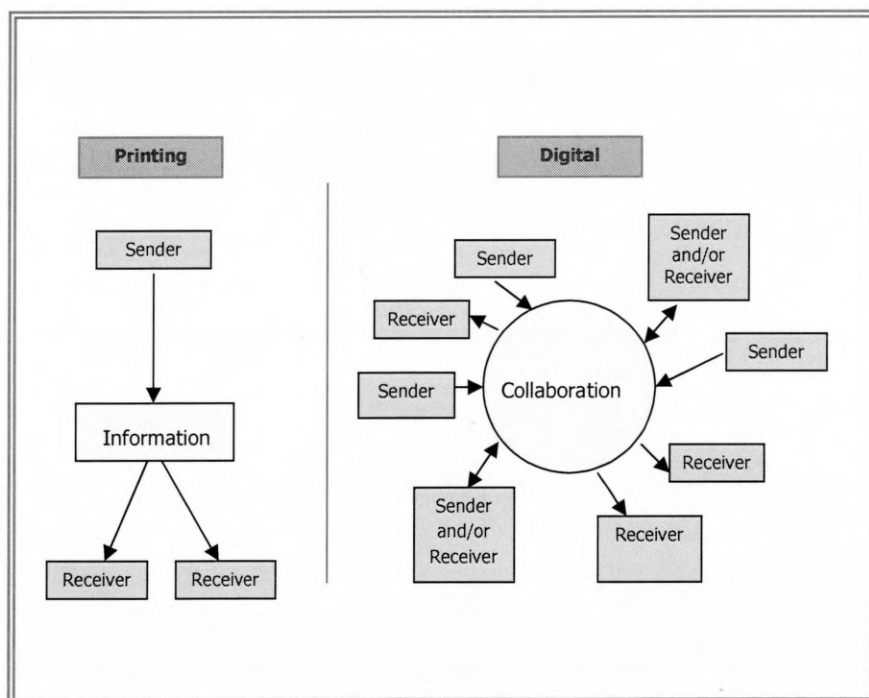 Printing
Sender
Information
Receiver
Receiver
Digital
Sender
Sender
and/or
Receiver
Receiver
Sender
Sender
Collaboration
Receiver
Sender
and/or
Receiver
Receiver